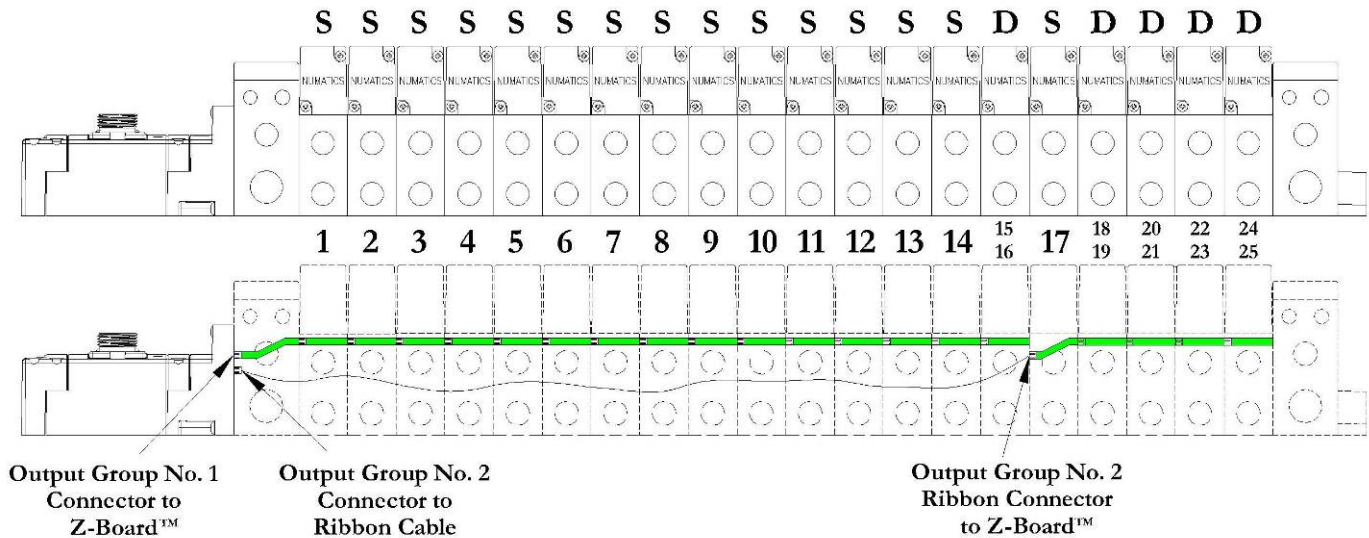 S S S S S S S S S S S S S S D S D D D D
NUMATICS NUMATICS NUMATICS NUMATICS NUMATICS NUMATICS NUMATICS NUMATICS NUMATICS NUMATICS NUMATICS NUMATICS NUMATICS NUMATICS NUMATICS NUMATICS NUMATICS NUMATICS NUMATICS NUMATICS
1 2 3 4 5 6 7 8 9 10 11 12 13 14 15 17 18 20 22 24
16 19 21 23 25
Output Group No. 1
Connector to
Z-Board™
Output Group No. 2
Connector to
Ribbon Cable
Output Group No. 2
Ribbon Connector
to Z-Board™